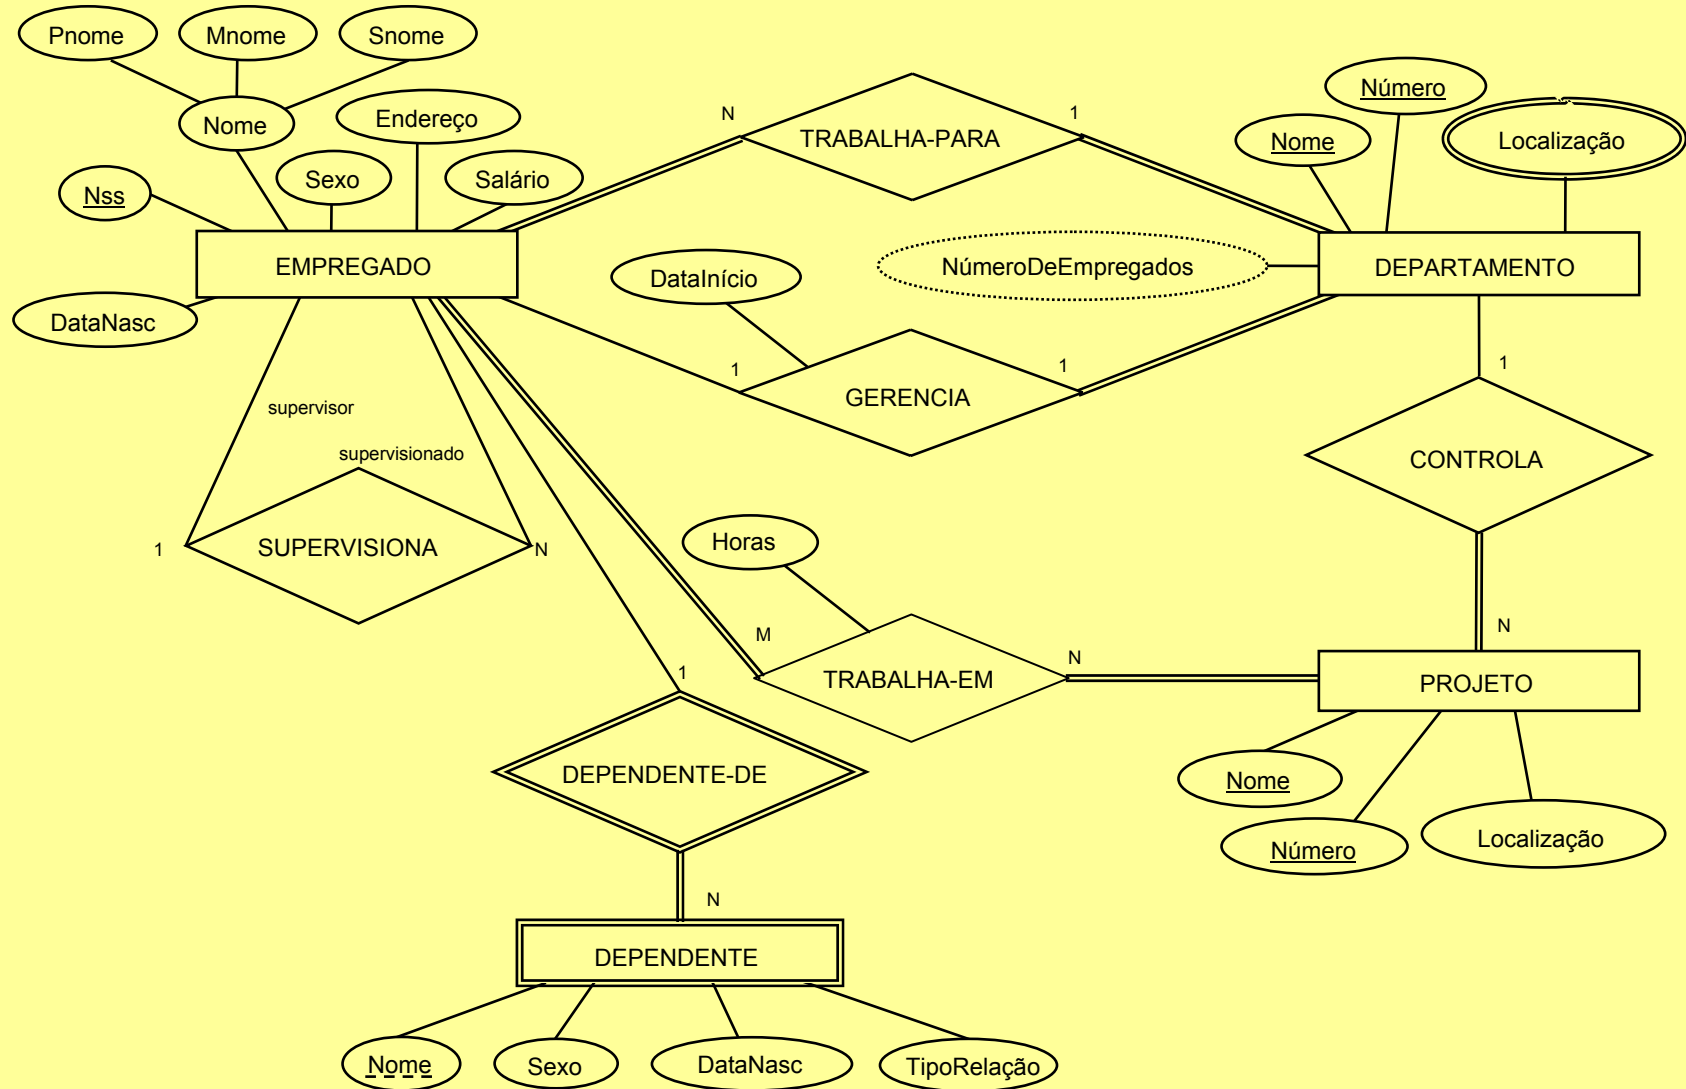 Pnome
Mnome
Snome
Nome
Endereço
Nss
Sexo
Salário
EMPREGADO
DataNasc
N
TRABALHA-PARA
1
Nome
Número
Localização
DataInício
NúmeroDeEmpregados
DEPARTAMENTO
1
GERENCIA
1
1
CONTROLA
N
supervisor
supervisionado
1
SUPERVISIONA
N
Horas
M
TRABALHA-EM
N
PROJETO
Nome
Número
Localização
1
DEPENDENTE-DE
N
DEPENDENTE
Nome
Sexo
DataNasc
TipoRelação